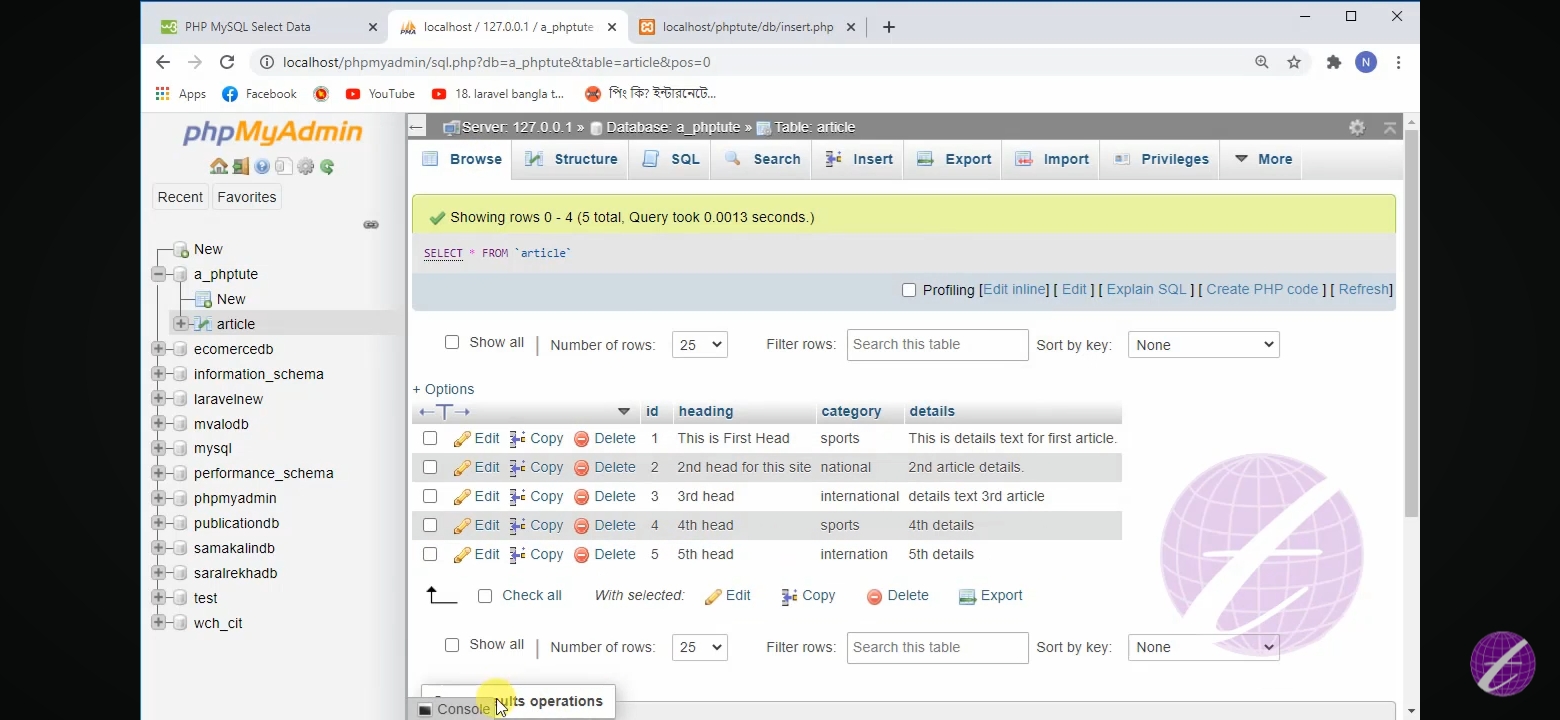 PHP MySQL Select Data
localhost / 127.0.0.1 / a_phptute
localhost/phptute/db/insert.php
localhost/phpmyadmin/sql.php?db=a_phptute&table=article&pos=0
N
Apps Facebook YouTube 18. laravel bangla t... পিং কি? ইন্টারনেটে...
phpMyAdmin
Recent Favorites
New
a_phptute
New
article
ecomercedb
information_schema
laravelnew
mvalodb
mysql
performance_schema
phpmyadmin
publicationdb
samakalindb
saralrekhadb
test
wch_cit
Server: 127.0.0.1 » Database: a_phptute » Table: article
Browse Structure SQL Search Insert Export Import Privileges More
Showing rows 0 - 4 (5 total, Query took 0.0013 seconds.)
SELECT * FROM `article`
Profiling [Edit inline] [ Edit ] [ Explain SQL ] [ Create PHP code ] [ Refresh]
Show all | Number of rows: 25 Filter rows: Search this table Sort by key: None
+ Options
id heading category details
Edit Copy Delete 1 This is First Head sports This is details text for first article.
Edit Copy Delete 2 2nd head for this site national 2nd article details.
Edit Copy Delete 3 3rd head international details text 3rd article
Edit Copy Delete 4 4th head sports 4th details
Edit Copy Delete 5 5th head internation 5th details
Check all With selected: Edit Copy Delete Export
Show all | Number of rows: 25 Filter rows: Search this table Sort by key: None
operations
Console